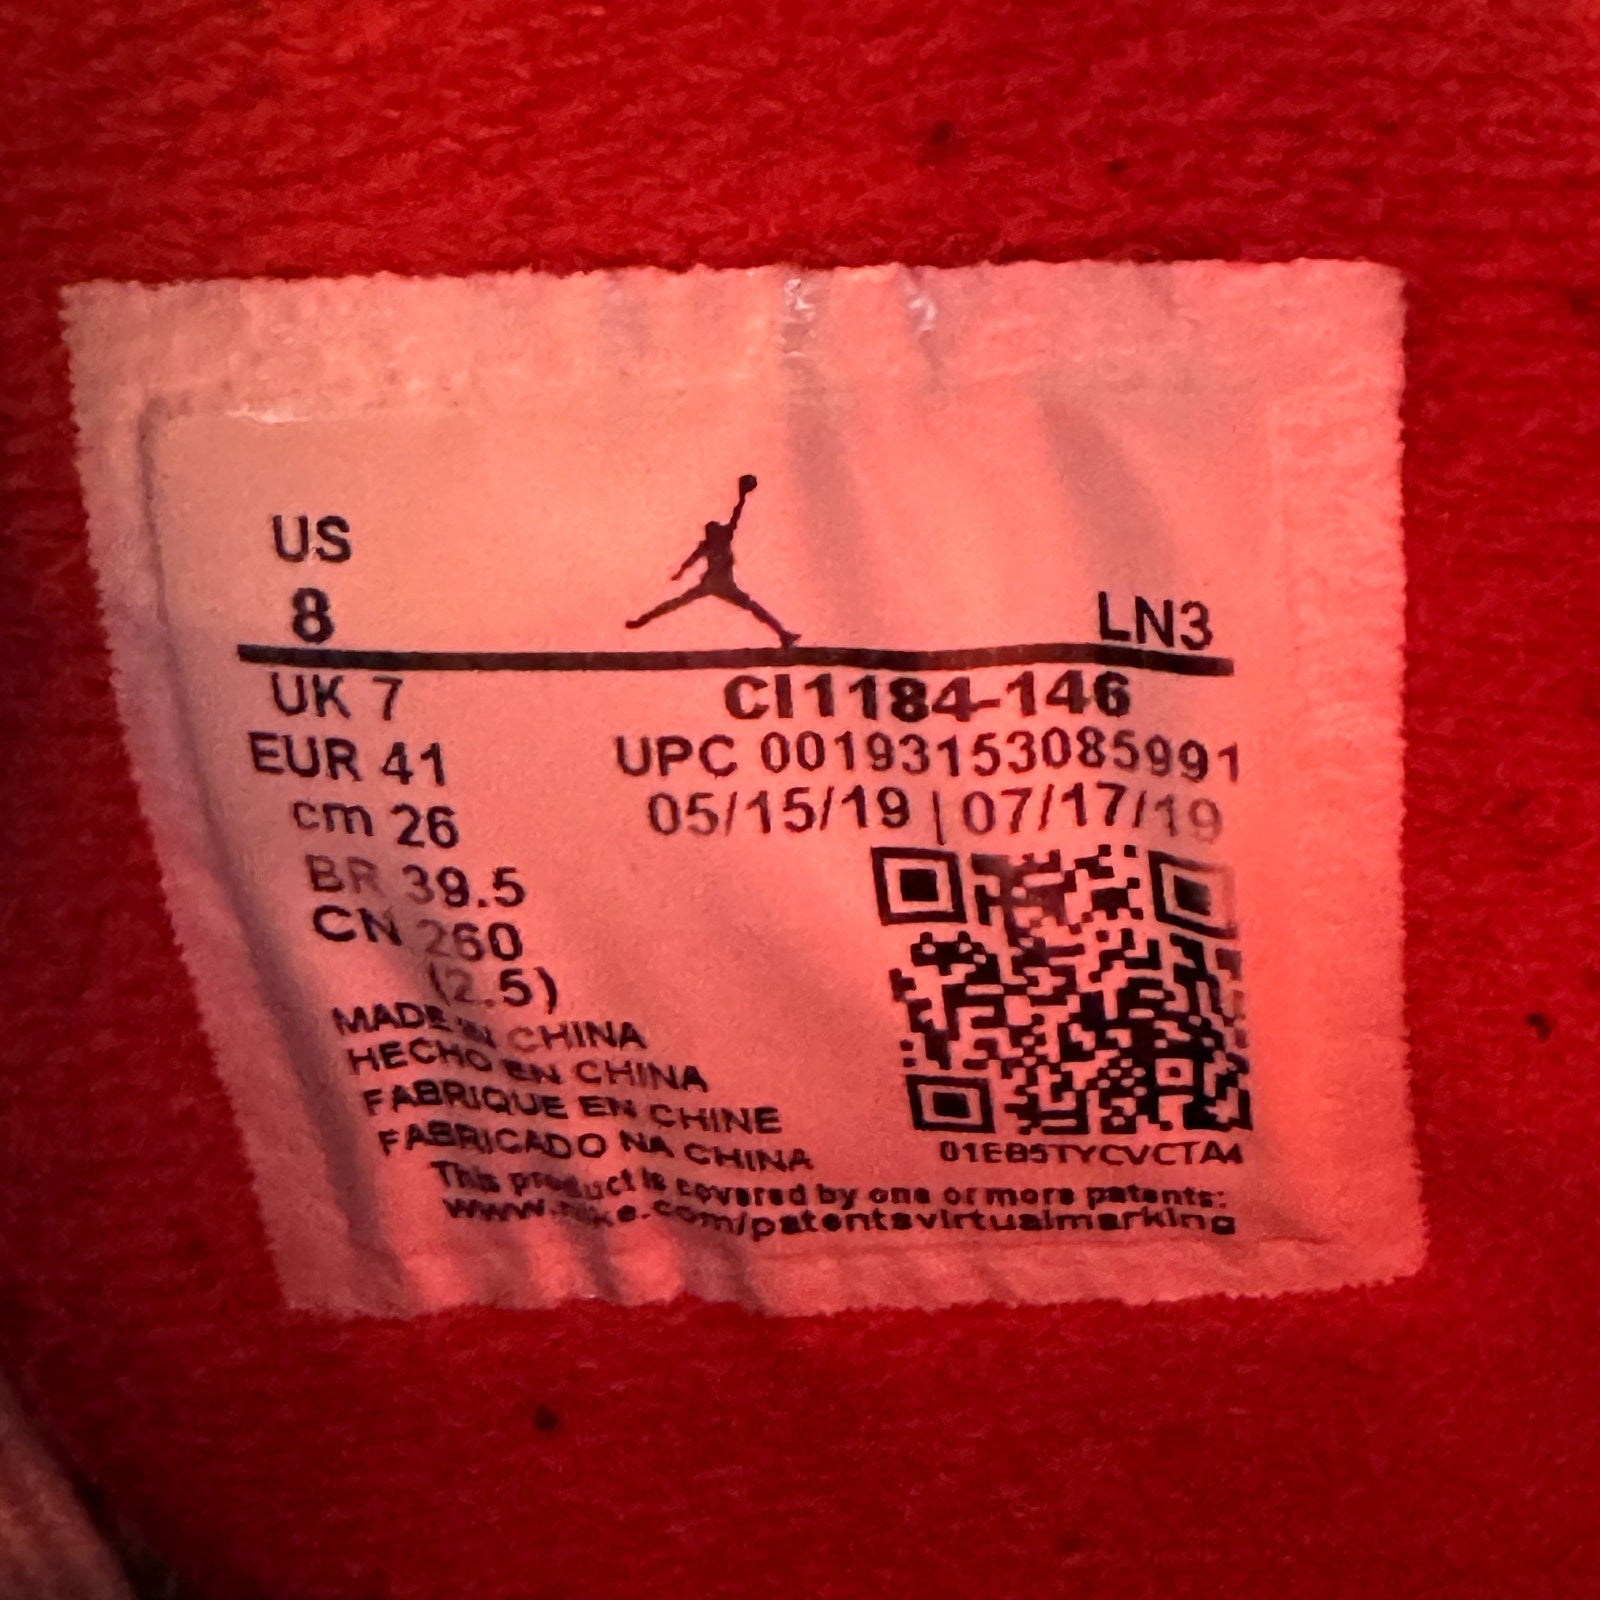 US
8
LN3
UK 7
CI1184-146
EUR 41
UPC 00193153085991
cm 26
05/15/19 | 07/17/19
BR 39.5
CN 260
(2.5)
MADE IN CHINA
HECHO EN CHINA
FABRIQUE EN CHINE
FABRICADO NA CHINA
01EB5TYCVCTA4
This product is covered by one or more patents:
www.nike.com/patentsvirtualmarking